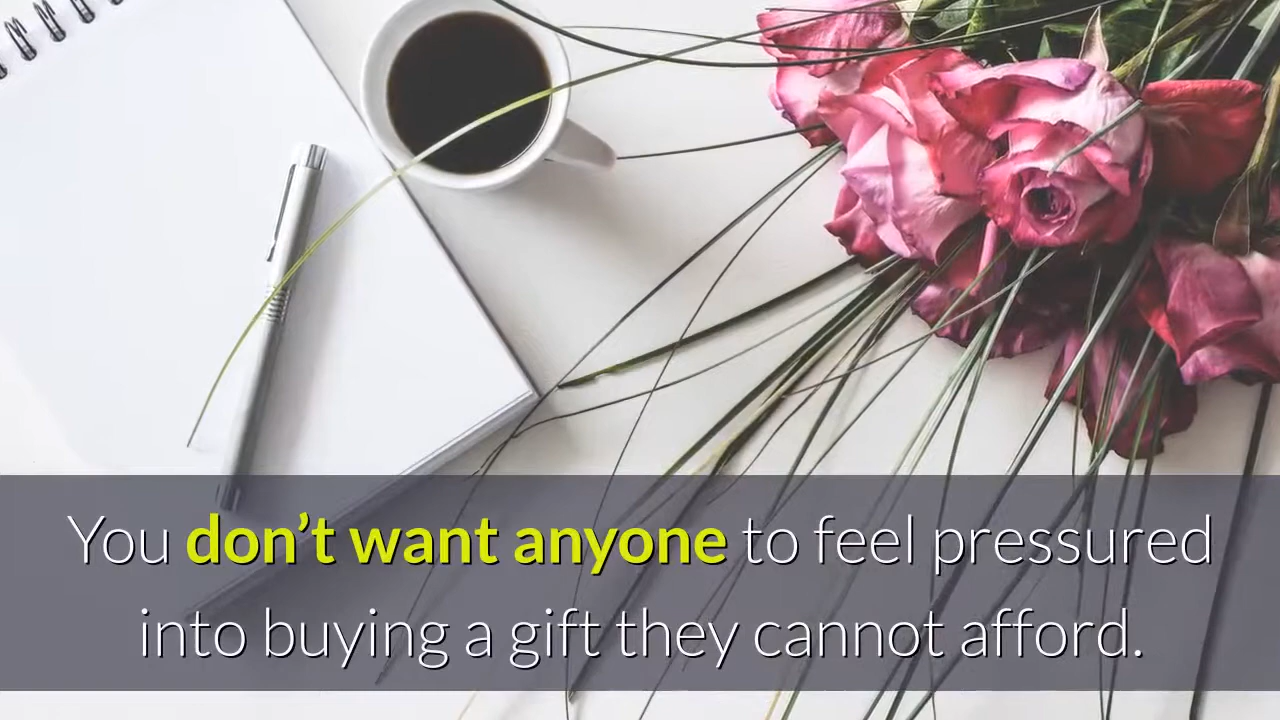 You don’t want anyone to feel pressured
into buying a gift they cannot afford.